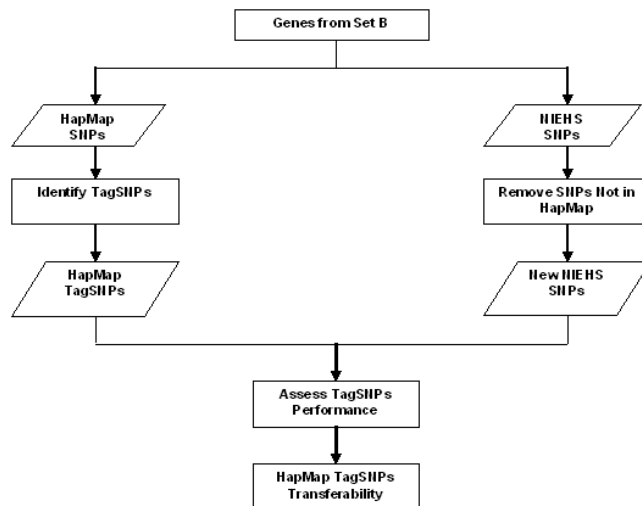 Genes from Set B
HapMap
SNPs
NIEHS
SNPs
Identify TagSNPs
Remove SNPs Not in
HapMap
HapMap
TagSNPs
New NIEHS
SNPs
Assess TagSNPs
Performance
HapMap TagSNPs
Transferability